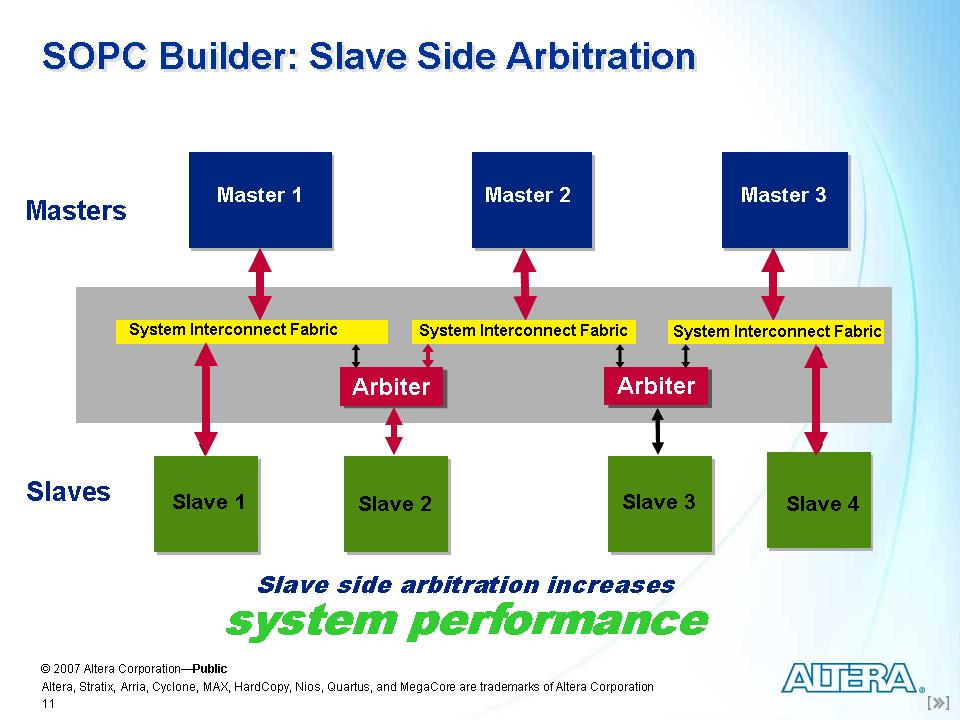 SOPC Builder: Slave Side Arbitration
Masters
Master 1
Master 2
Master 3
System Interconnect Fabric
System Interconnect Fabric
System Interconnect Fabric
Arbiter
Arbiter
Slaves
Slave 1
Slave 2
Slave 3
Slave 4
Slave side arbitration increases
system performance
© 2007 Altera Corporation—Public
Altera, Stratix, Arria, Cyclone, MAX, HardCopy, Nios, Quartus, and MegaCore are trademarks of Altera Corporation
11
ALTERA®
[»]